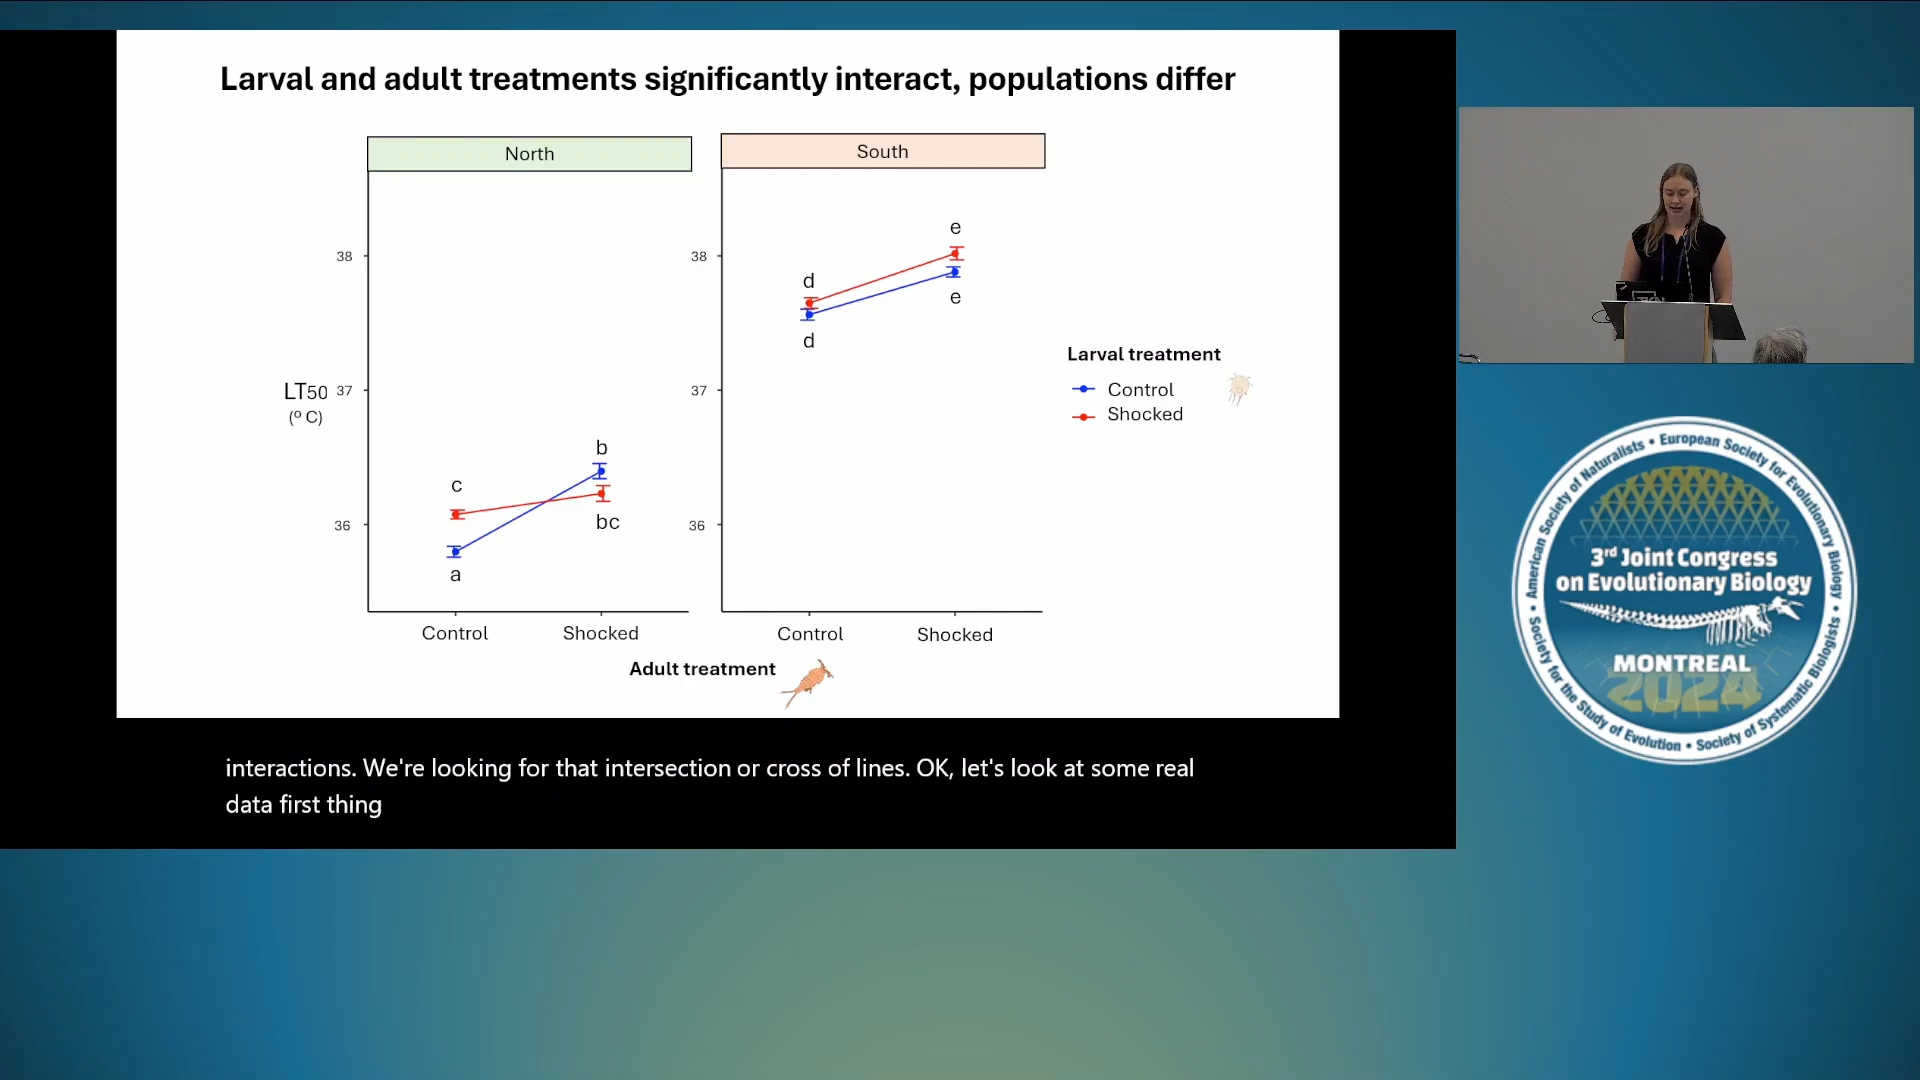 Larval and adult treatments significantly interact, populations differ
North
South
38
37
36
38
37
36
LT50
(º C)
c
a
b
bc
d
d
e
e
Control
Shocked
Control
Shocked
Adult treatment
Larval treatment
Control
Shocked
interactions. We're looking for that intersection or cross of lines. OK, let's look at some real
data first thing
American Society of Naturalists • European Society for Evolutionary Biology • Society of Systematic Biologists • Society for the Study of Evolution •
3rd Joint Congress
on Evolutionary Biology
MONTREAL
2024